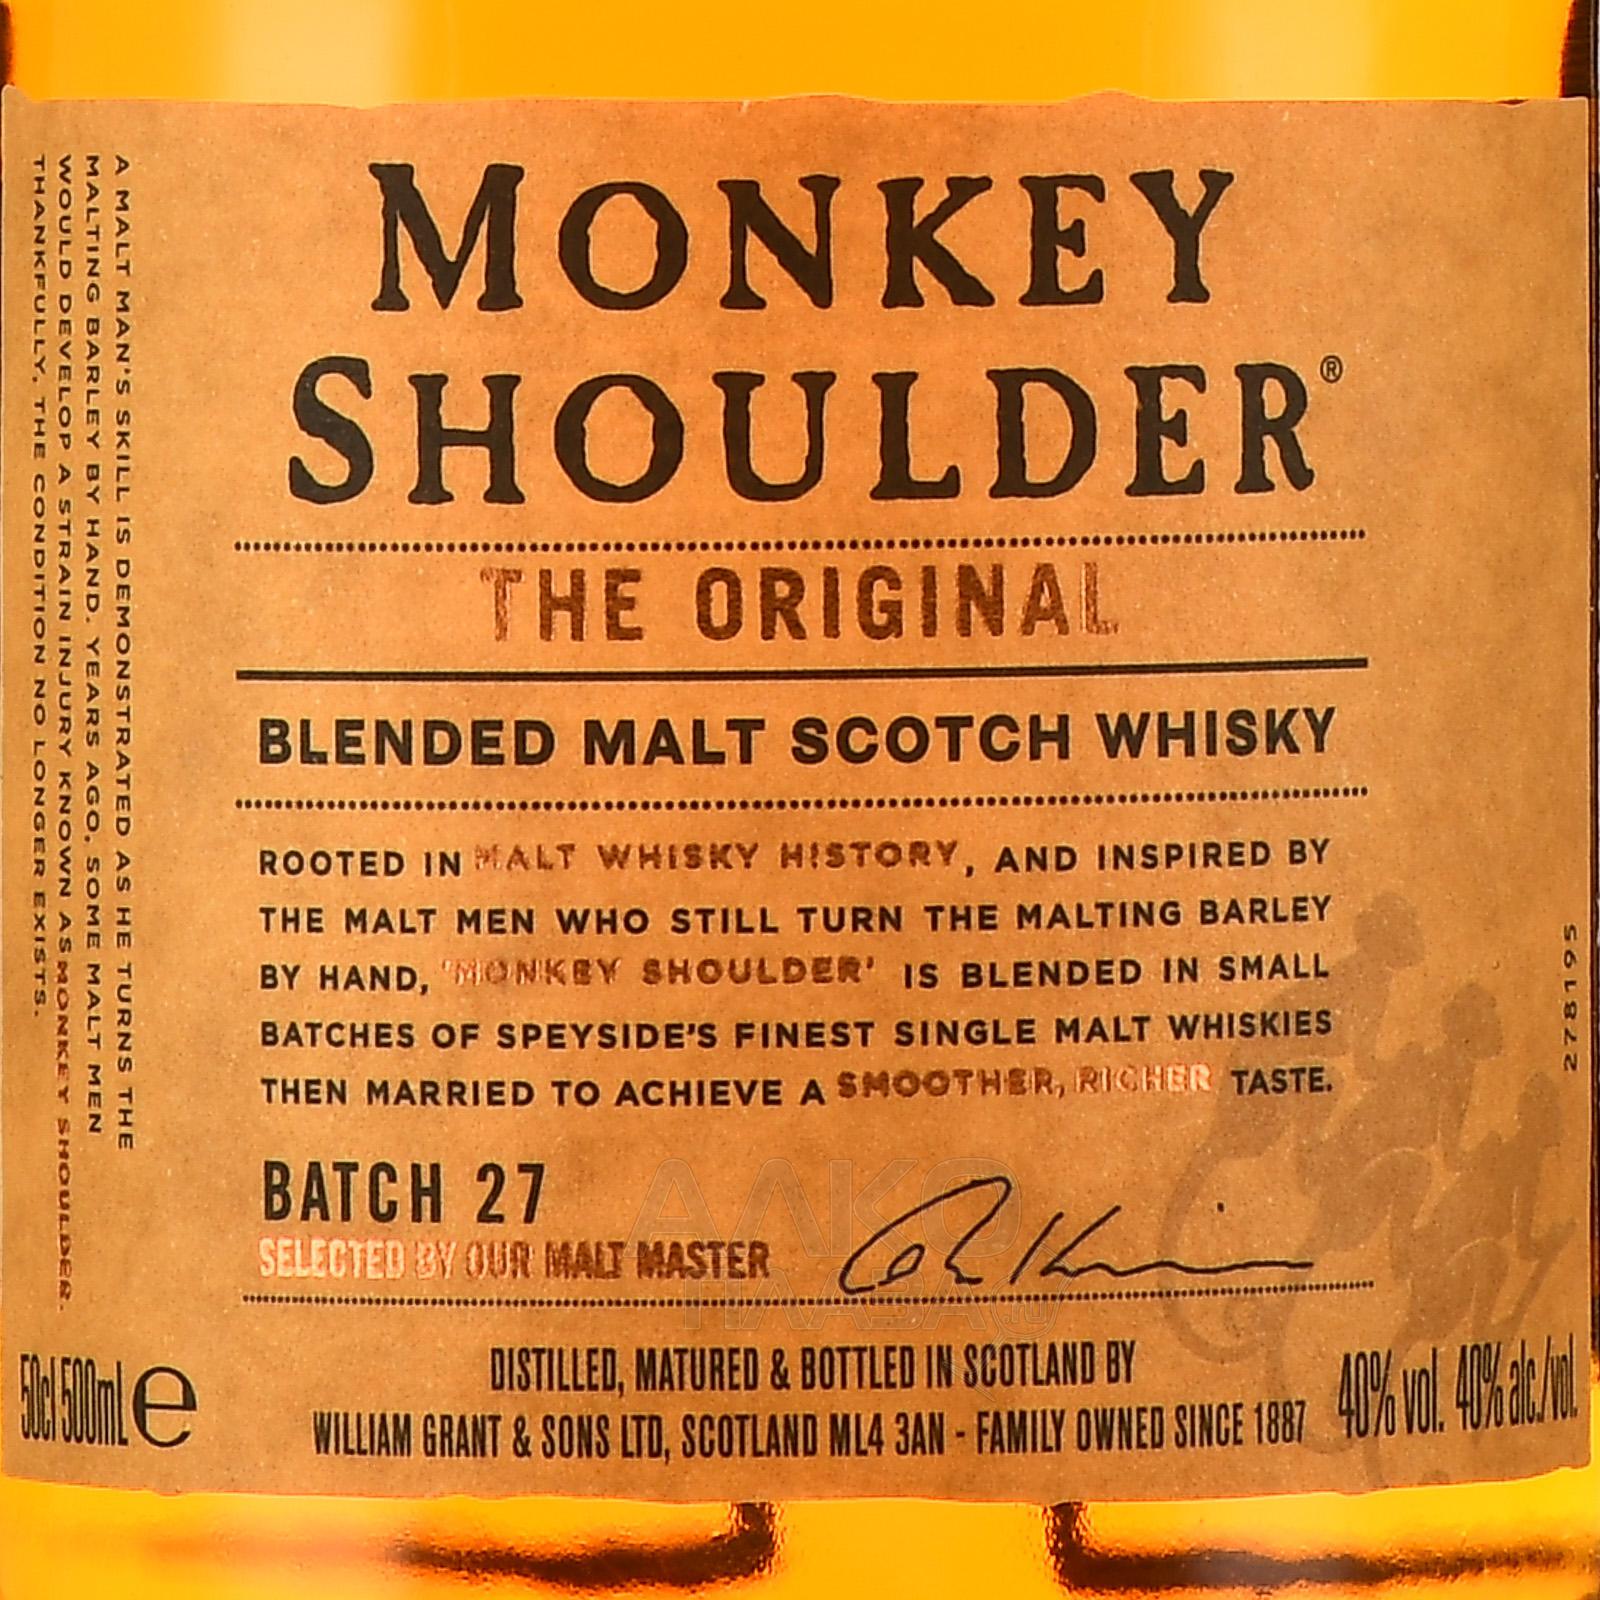 MONKEY
SHOULDER®
THE ORIGINAL
BLENDED MALT SCOTCH WHISKY
ROOTED IN MALT WHISKY HISTORY, AND INSPIRED BY
THE MALT MEN WHO STILL TURN THE MALTING BARLEY
BY HAND, 'MONKEY SHOULDER' IS BLENDED IN SMALL
BATCHES OF SPEYSIDE'S FINEST SINGLE MALT WHISKIES
THEN MARRIED TO ACHIEVE A SMOOTHER, RICHER TASTE.
BATCH 27
SELECTED BY OUR MALT MASTER
DISTILLED, MATURED & BOTTLED IN SCOTLAND BY
WILLIAM GRANT & SONS LTD, SCOTLAND ML4 3AN - FAMILY OWNED SINCE 1887
50cl 500ml e
40% vol. 40% alc./vol.
A MALT MAN'S SKILL IS DEMONSTRATED AS HE TURNS THE
MALTING BARLEY BY HAND. YEARS AGO, SOME MALT MEN
WOULD DEVELOP A STRAIN INJURY KNOWN AS MONKEY SHOULDER.
THANKFULLY, THE CONDITION NO LONGER EXISTS.
278195
АЛКО
ПЛАЗА.ru